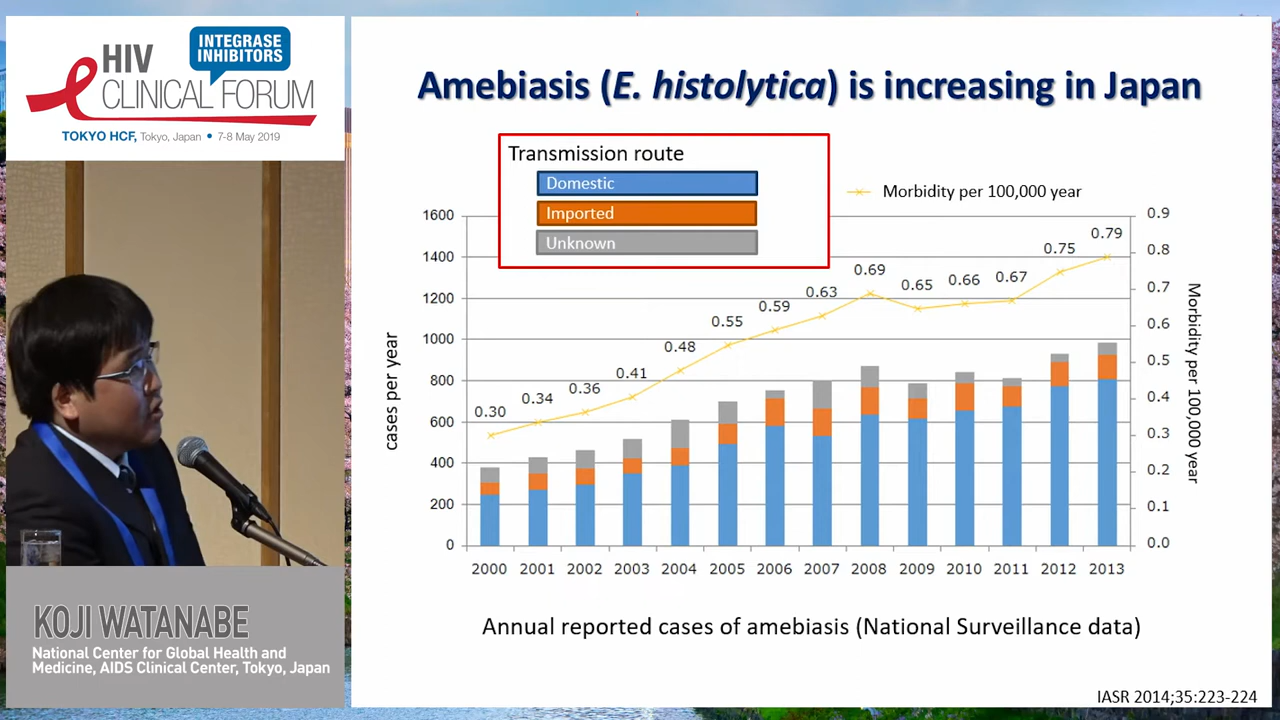 HIV
INTEGRASE
INHIBITORS
CLINICAL FORUM
TOKYO HCF, Tokyo, Japan • 7-8 May 2019
KOJI WATANABE
National Center for Global Health and
Medicine, AIDS Clinical Center, Tokyo, Japan
Amebiasis (E. histolytica) is increasing in Japan
Transmission route
Domestic
Imported
Unknown
Morbidity per 100,000 year
cases per year
1600
1400
1200
1000
800
600
400
200
0
0.30
0.34
0.36
0.41
0.48
0.55
0.59
0.63
0.69
0.65
0.66
0.67
0.75
0.79
0.9
0.8
0.7
0.6
0.5
0.4
0.3
0.2
0.1
0.0
Morbidity per 100,000 year
2000 2001 2002 2003 2004 2005 2006 2007 2008 2009 2010 2011 2012 2013
Annual reported cases of amebiasis (National Surveillance data)
IASR 2014;35:223-224